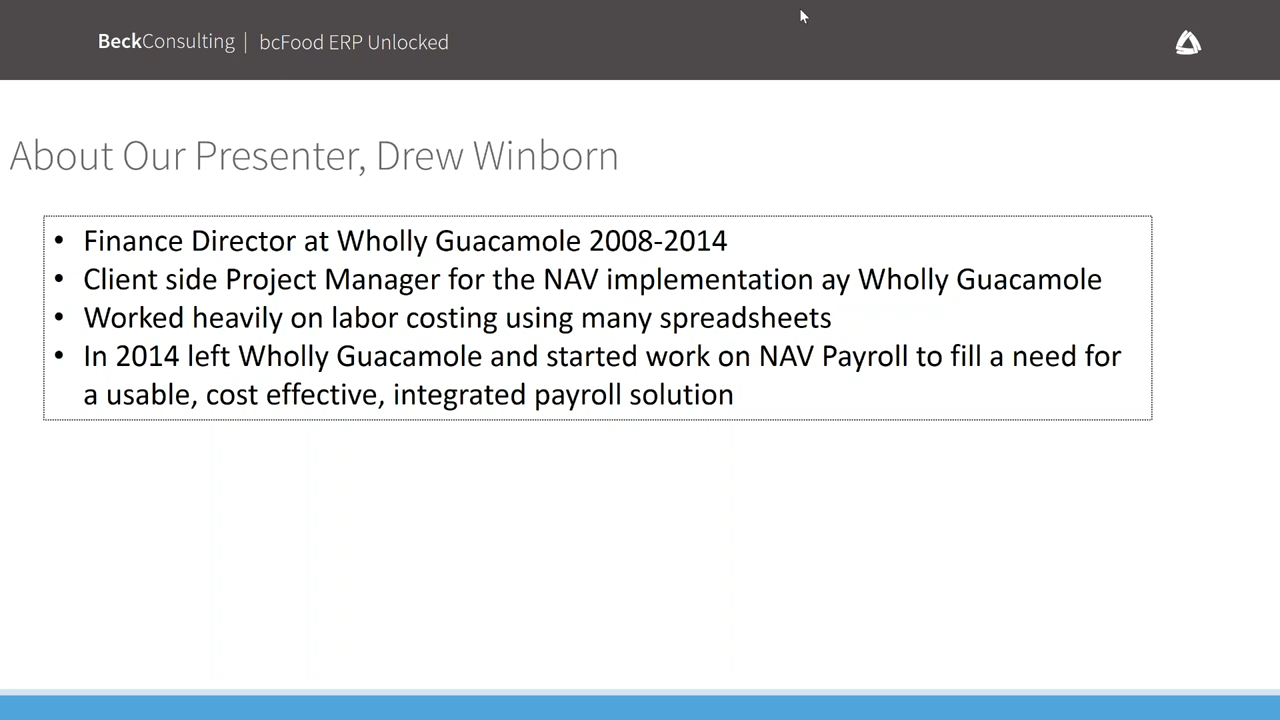 BeckConsulting | bcFood ERP Unlocked
About Our Presenter, Drew Winborn
• Finance Director at Wholly Guacamole 2008-2014
• Client side Project Manager for the NAV implementation ay Wholly Guacamole
• Worked heavily on labor costing using many spreadsheets
• In 2014 left Wholly Guacamole and started work on NAV Payroll to fill a need for
a usable, cost effective, integrated payroll solution